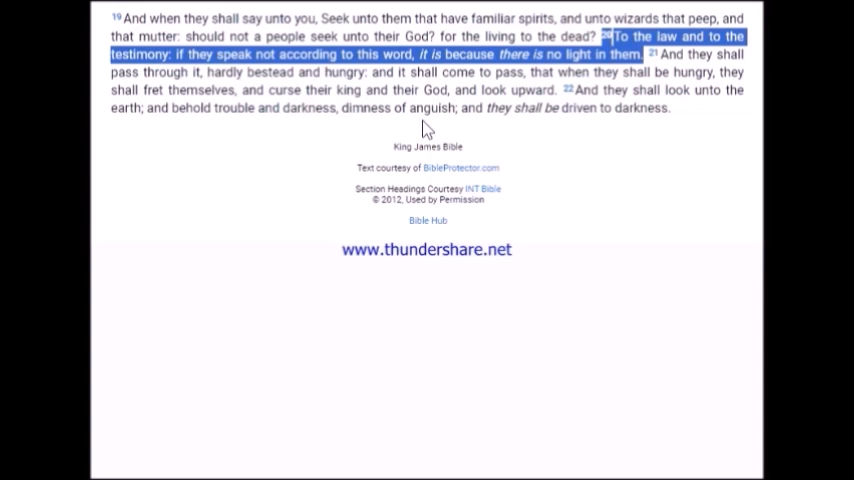 19 And when they shall say unto you, Seek unto them that have familiar spirits, and unto wizards that peep, and
that mutter: should not a people seek unto their God? for the living to the dead? 20 To the law and to the
testimony: if they speak not according to this word, it is because there is no light in them. 21 And they shall
pass through it, hardly bestead and hungry: and it shall come to pass, that when they shall be hungry, they
shall fret themselves, and curse their king and their God, and look upward. 22 And they shall look unto the
earth; and behold trouble and darkness, dimness of anguish; and they shall be driven to darkness.
King James Bible
Text courtesy of BibleProtector.com
Section Headings Courtesy INT Bible
© 2012, Used by Permission
Bible Hub
www.thundershare.net